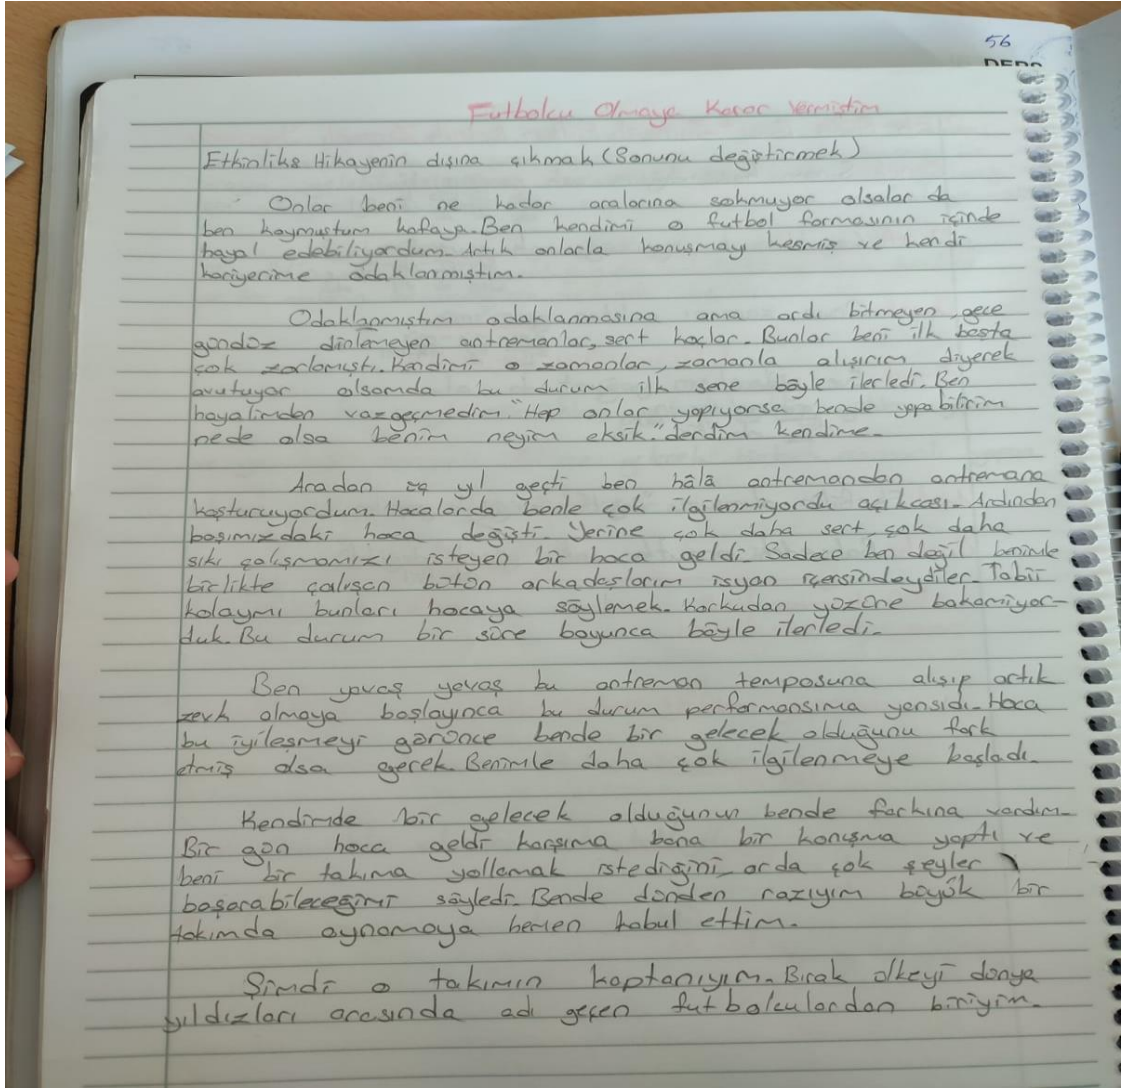 56
DERS
Futbolcu Olmaya Karar Vermiştim
Etkinlik: Hikayenin dışına çıkmak (Sonunu değiştirmek)
Onlar beni ne kadar aralarına sokmuyor olsalar da
ben koymuştum kafaya. Ben kendimi o futbol formasının içinde
hayal edebiliyordum. Artık onlarla konuşmayı kesmiş ve kendi
kariyerime odaklanmıştım.
Odaklanmıştım odaklanmasına ama ardı bitmeyen, gece
gündüz dinlemeyen antremanlar, sert koçlar. Bunlar beni ilk başta
çok zorlamıştı. Kendimi o zamanlar, zamanla alışırım diyerek
avutuyor olsamda bu durum ilk sene böyle ilerledi. Ben
hayalimden vazgeçmedim. "Hep onlar yapıyorsa bende yapabilirim
nede olsa benim neyim eksik." derdim kendime.
Aradan üç yıl geçti ben hâlâ antremandan antremana
koşturuyordum. Hocalarda benle çok ilgilenmiyordu açıkcası. Ardından
başımızdaki hoca değişti. Yerine çok daha sert, çok daha
sıkı çalışmamızı isteyen bir hoca geldi. Sadece ben değil benimle
birlikte çalışan bütün arkadaşlarım isyan içersindeydiler. Tabii
kolaymı bunları hocaya söylemek. Korkudan yüzüne bakamıyor-
duk. Bu durum bir süre boyunca böyle ilerledi.
Ben yavaş yavaş bu antreman temposuna alışıp artık
zevk almaya başlayınca bu durum performansıma yansıdı. Hoca
bu iyileşmeyi görünce bende bir gelecek olduğunu fark
etmiş olsa gerek. Benimle daha çok ilgilenmeye başladı.
Kendimde bir gelecek olduğunun bende farkına vardım.
Bir gün hoca geldi karşıma bana bir konuşma yaptı ve
beni bir takıma yollamak istediğini, orda çok şeyler
başarabileceğimi söyledi. Bende dünden razıyım büyük bir
takımda oynamaya hemen kabul ettim.
Şimdi o takımın kaptanıyım. Bırak ülkeyi dünya
yıldızları arasında adı geçen futbolculardan biriyim.